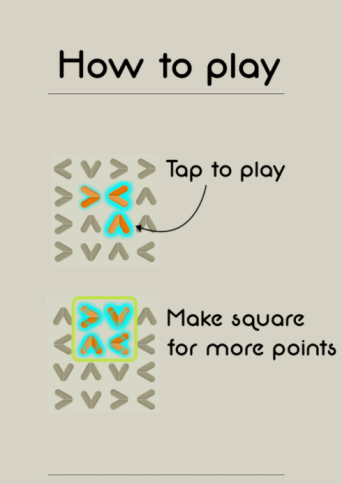 How to play
Tap to play
Make square
for more points